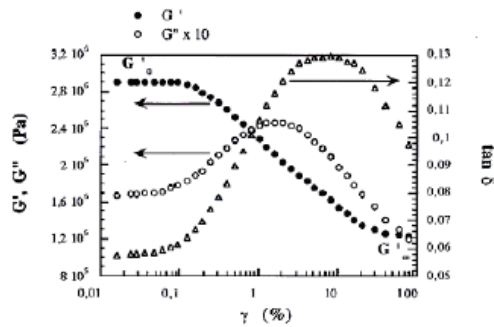 ● G '
○ G" x 10
G', G" (Pa)
3,2 10⁶
2,8 10⁶
2,4 10⁶
2 10⁶
1,6 10⁶
1,2 10⁶
8 10⁵
G ' 0
G ' ∞
0,13
0,12
0,11
0,1
0,09
0,08
0,07
0,06
0,05
tan δ
0,01 0,1 1 10 100
γ (%)